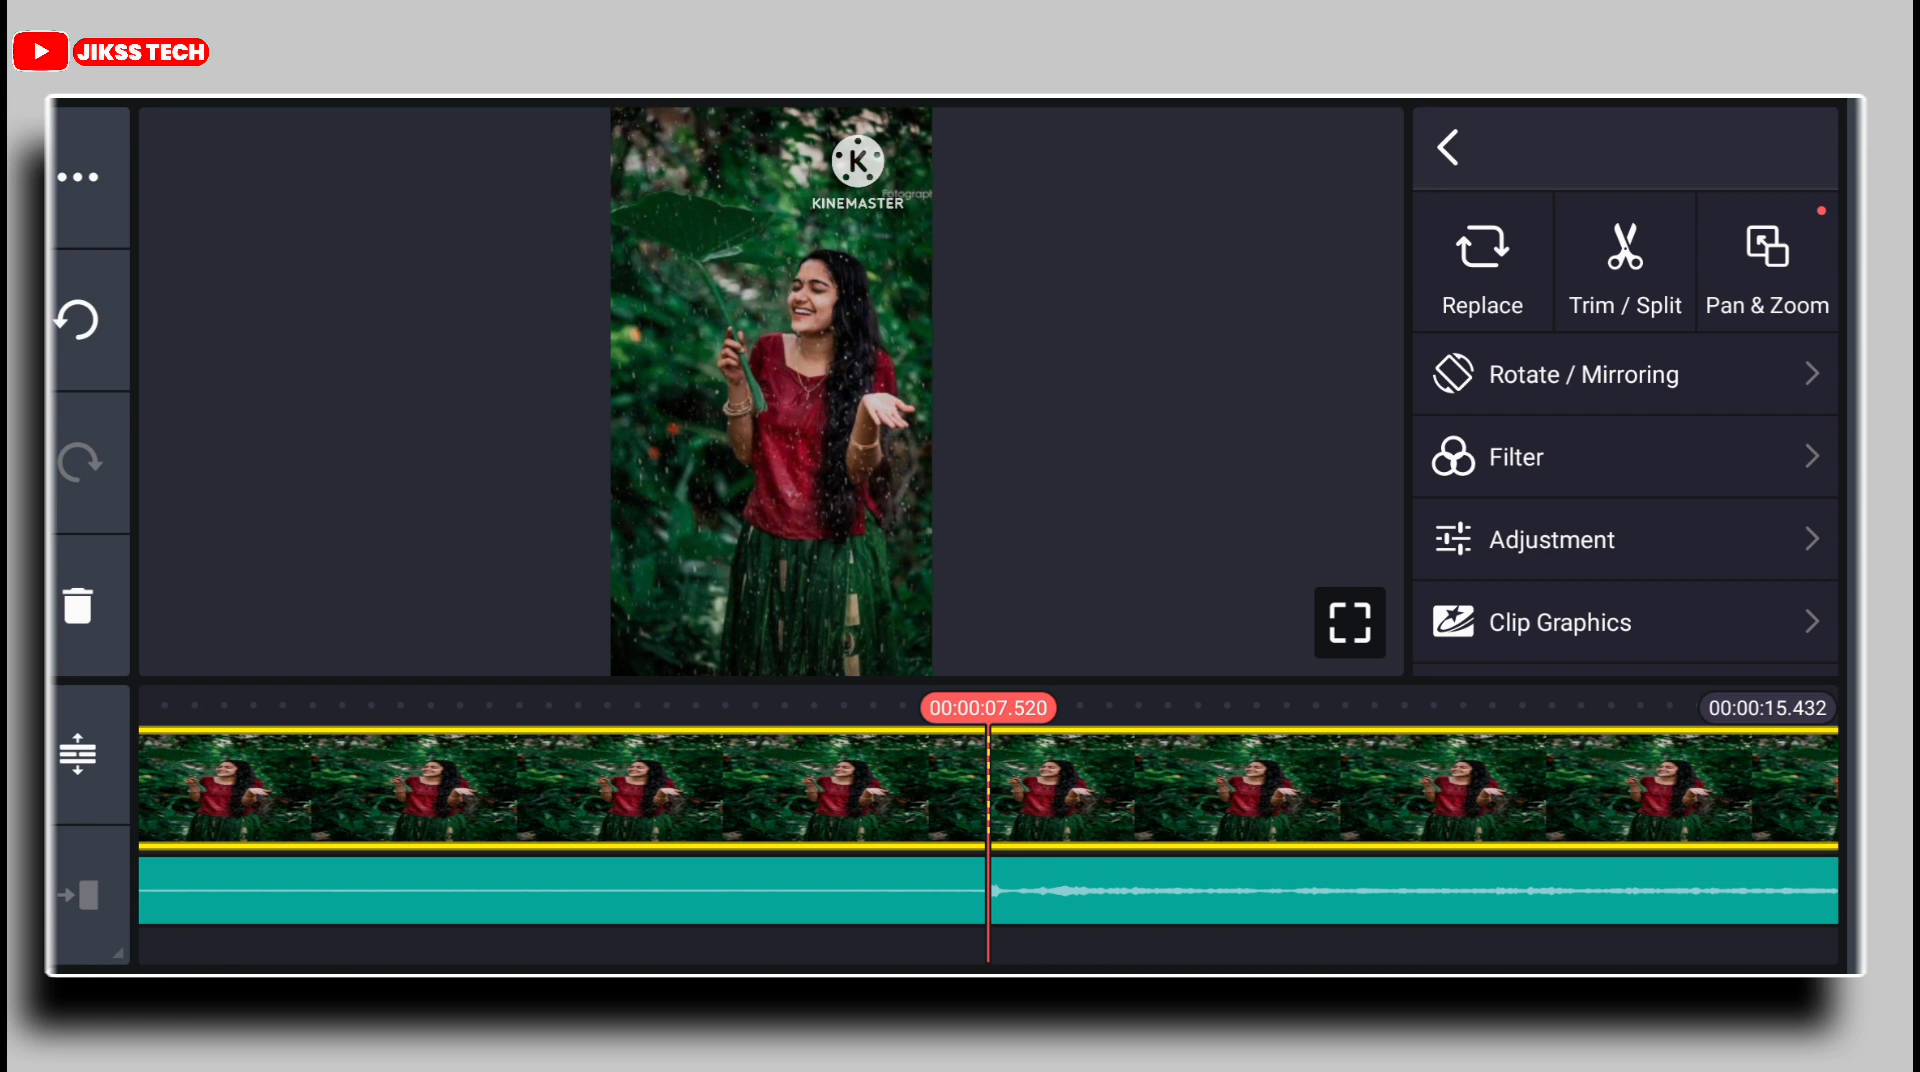 JIKSS TECH
K
KINEMASTER
Replace
Trim / Split
Pan & Zoom
Rotate / Mirroring
Filter
Adjustment
Clip Graphics
00:00:07.520
00:00:15.432